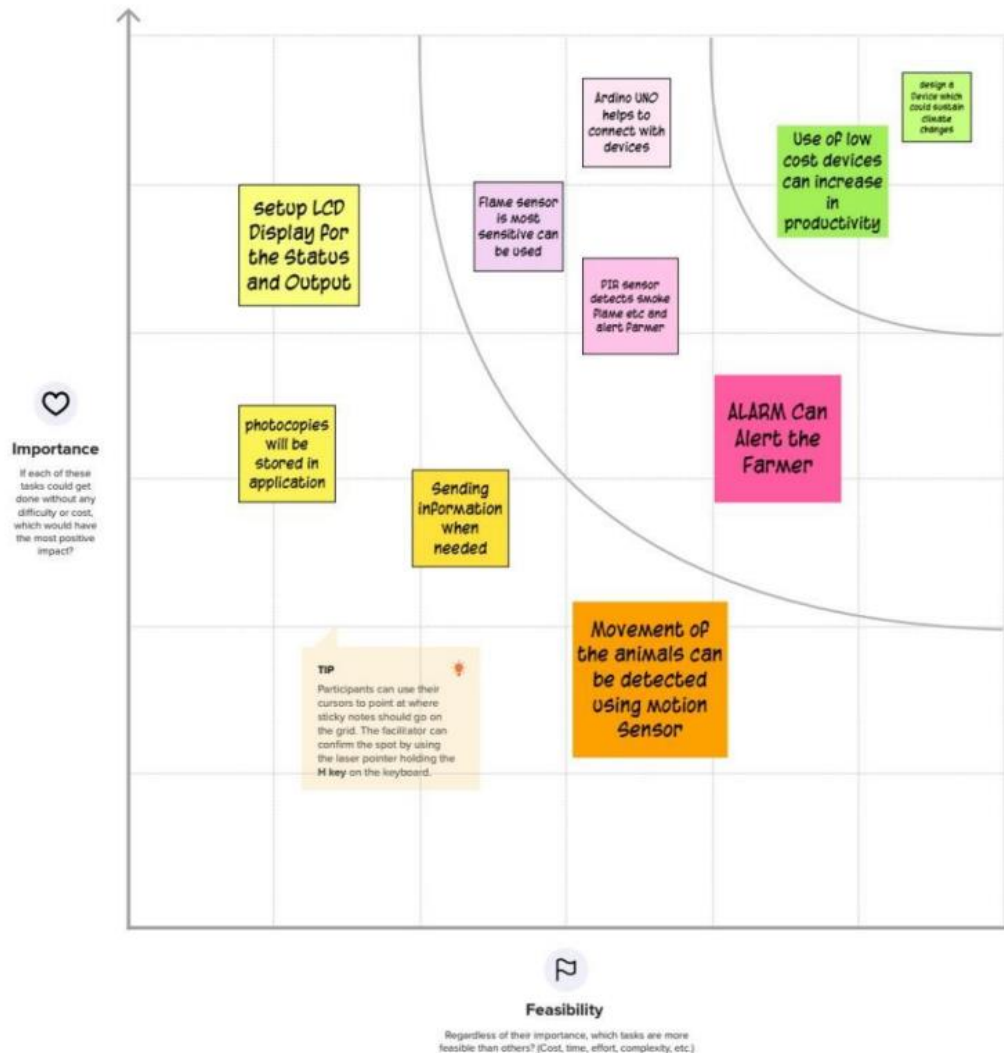 Ardino UNO
helps to
connect with
devices
design a
Device which
could sustain
climate
changes
Use of low
cost devices
can increase
in
productivity
setup LCD
Display for
the Status
and Output
Flame sensor
is most
sensitive can
be used
PIR sensor
detects smoke
flame etc and
alert farmer
ALARM Can
Alert the
Farmer
photocopies
will be
stored in
application
Sending
information
when
needed
Importance
If each of these
tasks could get
done without any
difficulty or cost,
which would have
the most positive
impact?
Movement of
the animals can
be detected
using motion
Sensor
TIP
Participants can use their
cursors to point at where
sticky notes should go on
the grid. The facilitator can
confirm the spot by using
the laser pointer holding the
H key on the keyboard.
Feasibility
Regardless of their importance, which tasks are more
feasible than others? (Cost, time, effort, complexity, etc.)